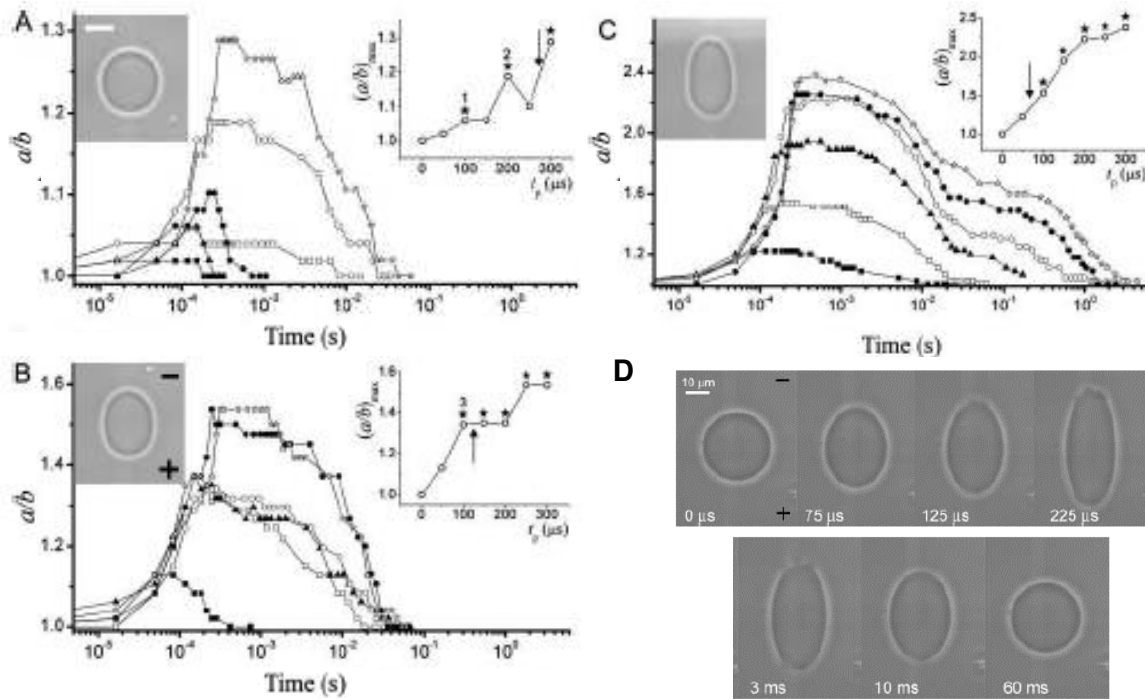 A
1.3
1.2
1.1
1.0
a/b
10⁻⁵ 10⁻⁴ 10⁻³ 10⁻² 10⁻¹ 10⁰
Time (s)
(a/b)max
1.3
1.2
1.1
1.0
1
2
0 100 200 300
tp (µs)
B
−
+
1.6
1.5
1.4
1.3
1.2
1.1
1.0
a/b
10⁻⁵ 10⁻⁴ 10⁻³ 10⁻² 10⁻¹ 10⁰
Time (s)
(a/b)max
1.6
1.4
1.2
1.0
3
0 100 200 300
tp (µs)
C
2.4
2.0
1.6
1.2
a/b
10⁻⁵ 10⁻⁴ 10⁻³ 10⁻² 10⁻¹ 10⁰
Time (s)
(a/b)max
2.5
2.0
1.5
1.0
0 100 200 300
tp (µs)
D
10 µm
−
+
0 µs 75 µs 125 µs 225 µs
3 ms 10 ms 60 ms